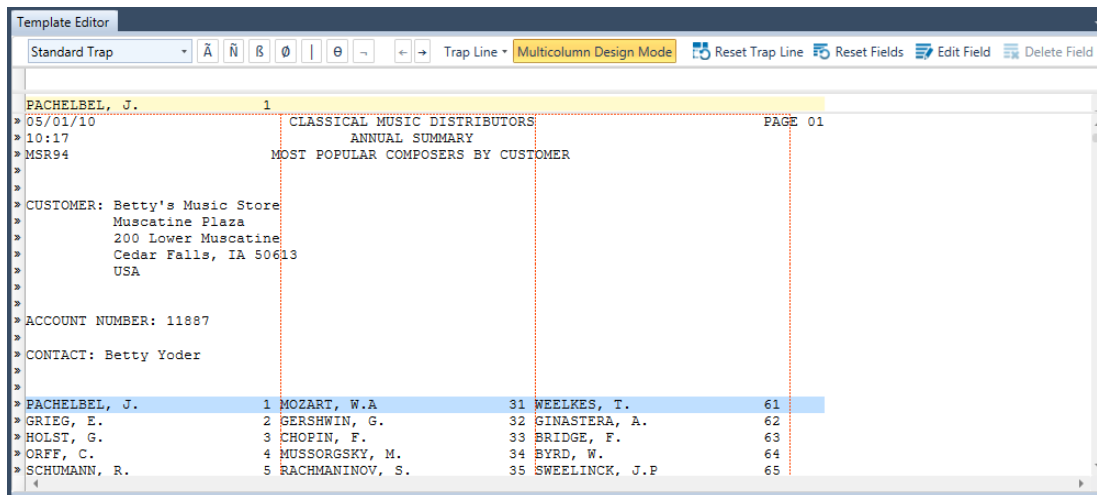 Template Editor
Standard Trap Ã Ñ ß Ø | θ ¬ ← → Trap Line Multicolumn Design Mode Reset Trap Line Reset Fields Edit Field Delete Field
PACHELBEL, J. 1
» 05/01/10 CLASSICAL MUSIC DISTRIBUTORS PAGE 01
» 10:17 ANNUAL SUMMARY
» MSR94 MOST POPULAR COMPOSERS BY CUSTOMER
»
»
» CUSTOMER: Betty's Music Store
» Muscatine Plaza
» 200 Lower Muscatine
» Cedar Falls, IA 50613
» USA
»
»
» ACCOUNT NUMBER: 11887
»
» CONTACT: Betty Yoder
»
»
» PACHELBEL, J. 1 MOZART, W.A 31 WEELKES, T. 61
» GRIEG, E. 2 GERSHWIN, G. 32 GINASTERA, A. 62
» HOLST, G. 3 CHOPIN, F. 33 BRIDGE, F. 63
» ORFF, C. 4 MUSSORGSKY, M. 34 BYRD, W. 64
» SCHUMANN, R. 5 RACHMANINOV, S. 35 SWEELINCK, J.P 65